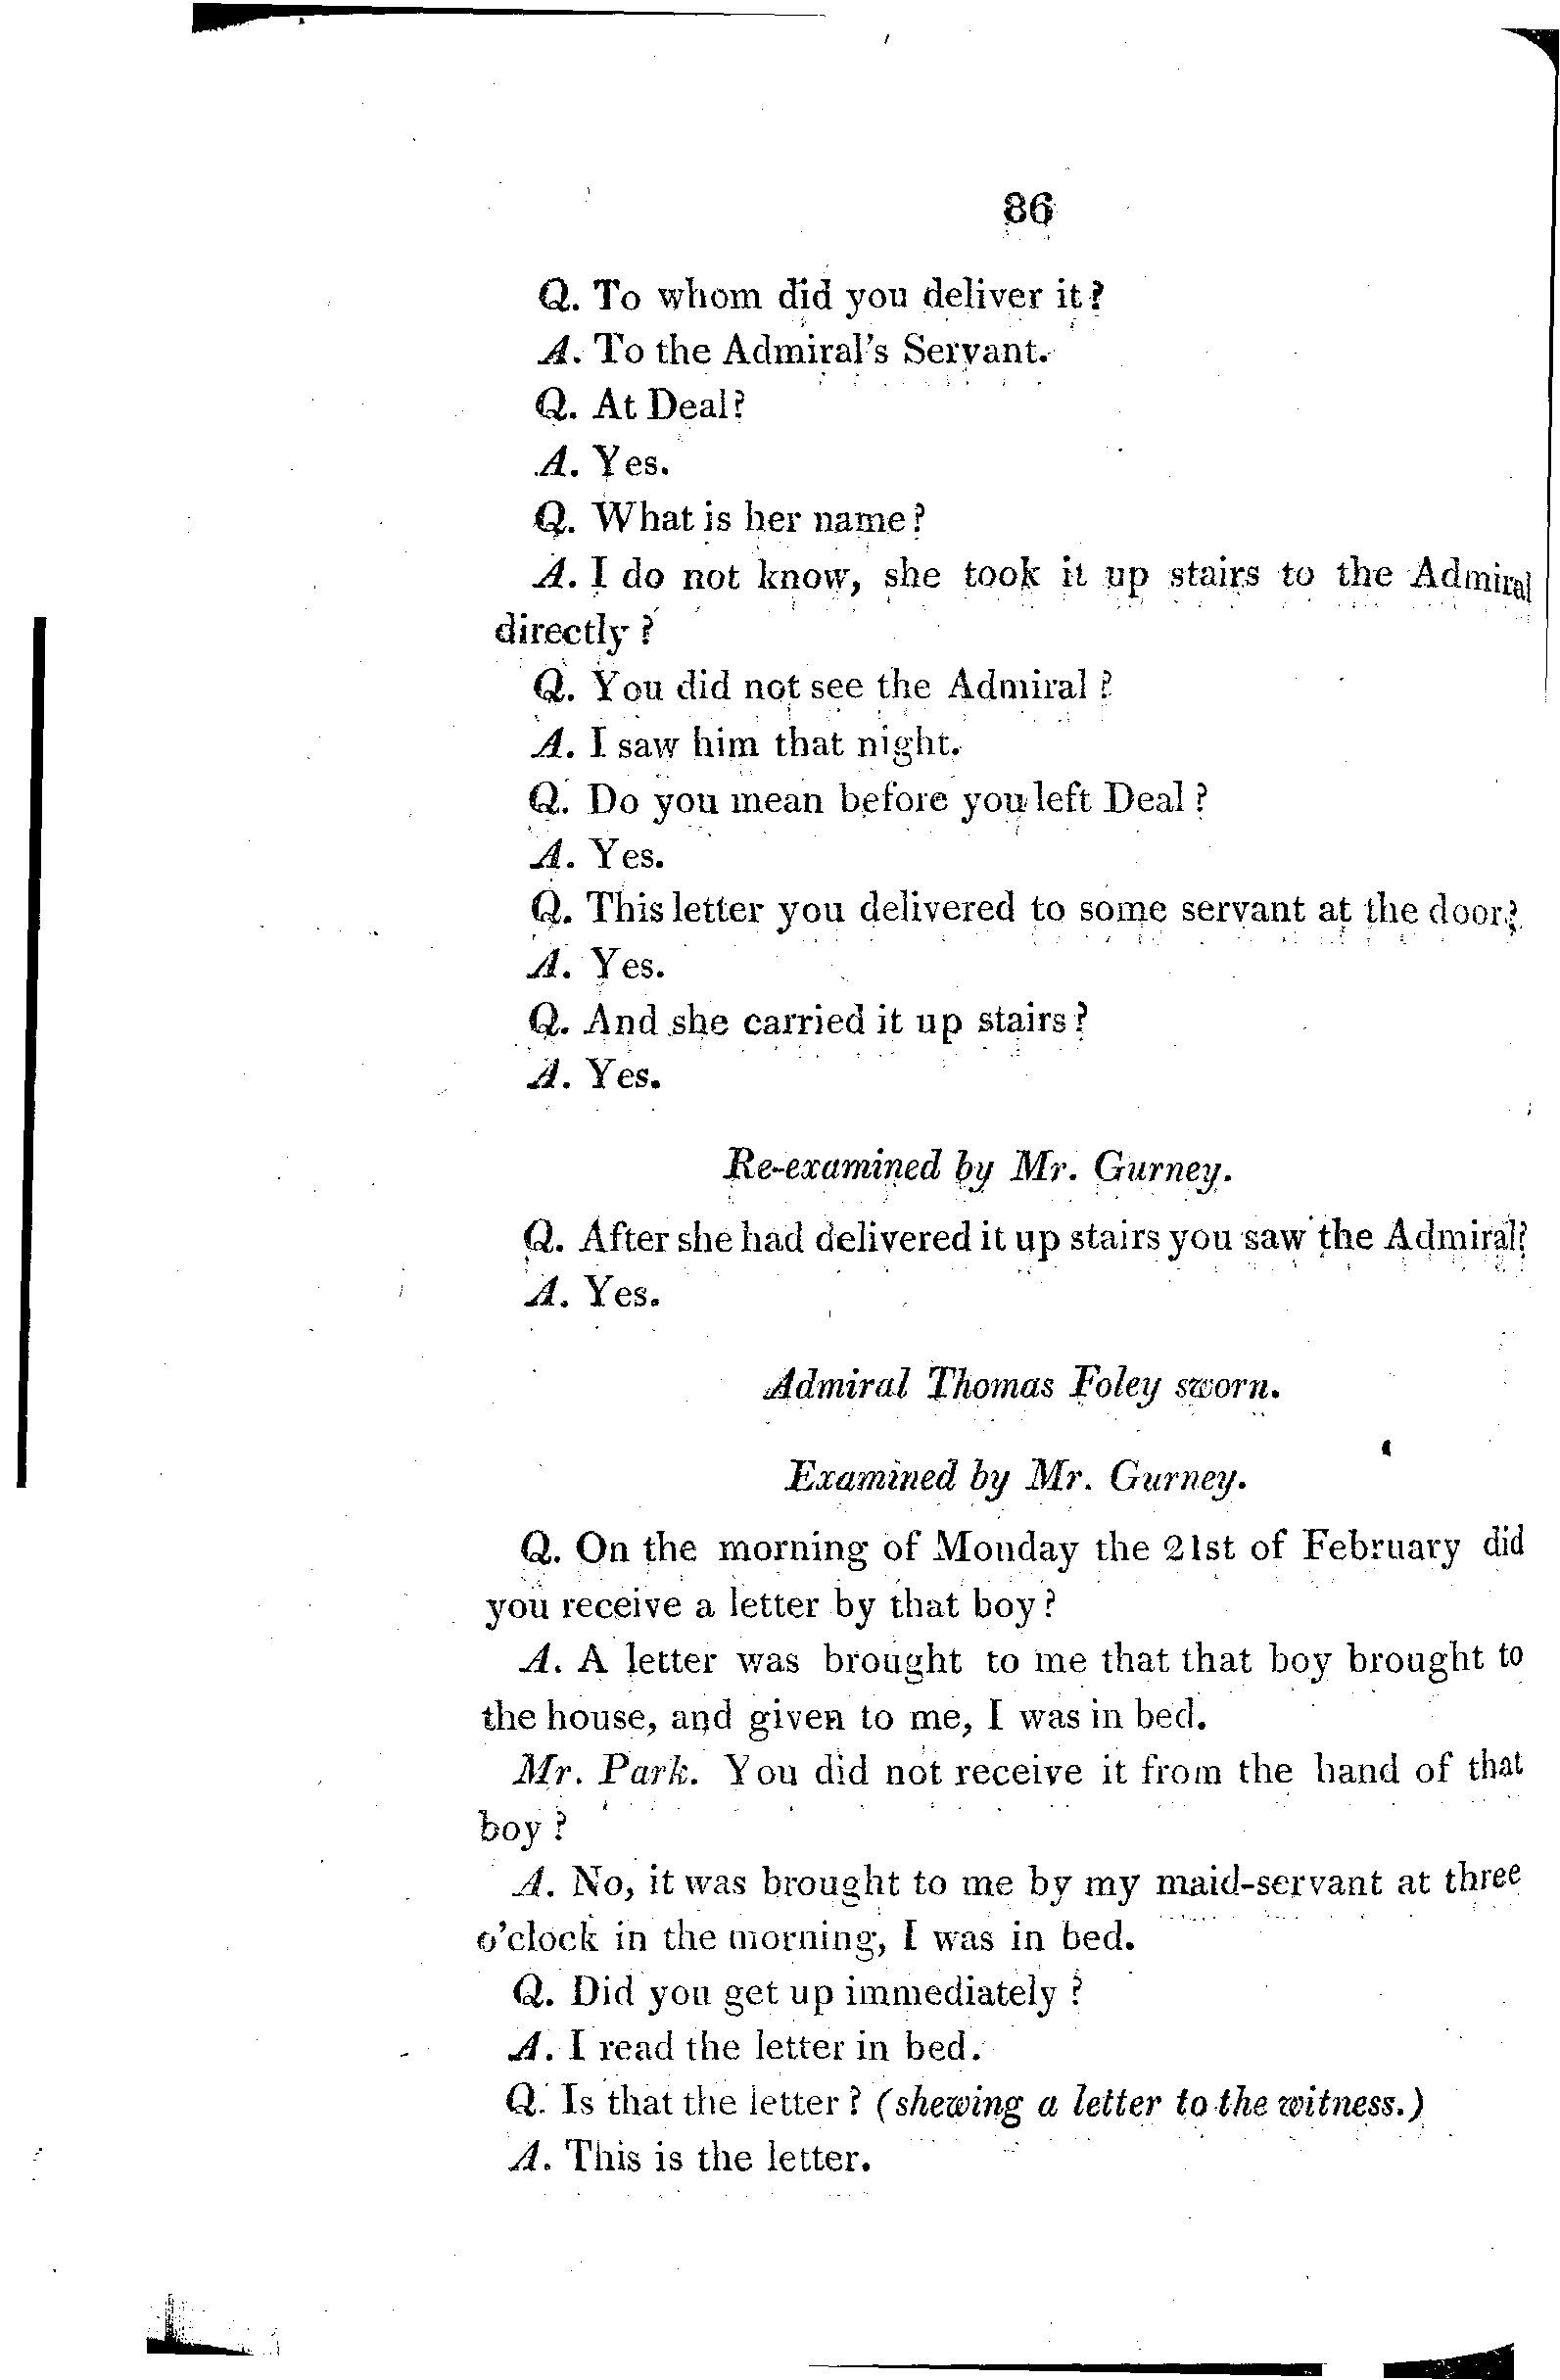 86
Q. To whom did you deliver it?
A. To the Admiral's Servant.
Q. At Deal?
A. Yes.
Q. What is her name?
A. I do not know, she took it up stairs to the Admiral
directly?
Q. You did not see the Admiral?
A. I saw him that night.
Q. Do you mean before you left Deal?
A. Yes.
Q. This letter you delivered to some servant at the door?
A. Yes.
Q. And she carried it up stairs?
A. Yes.
Re-examined by Mr. Gurney.
Q. After she had delivered it up stairs you saw the Admiral?
A. Yes.
Admiral Thomas Foley sworn.
Examined by Mr. Gurney.
Q. On the morning of Monday the 21st of February did
you receive a letter by that boy?
A. A letter was brought to me that that boy brought to
the house, and given to me, I was in bed.
Mr. Park. You did not receive it from the hand of that
boy?
A. No, it was brought to me by my maid-servant at three
o'clock in the morning, I was in bed.
Q. Did you get up immediately?
A. I read the letter in bed.
Q. Is that the letter? (shewing a letter to the witness.)
A. This is the letter.